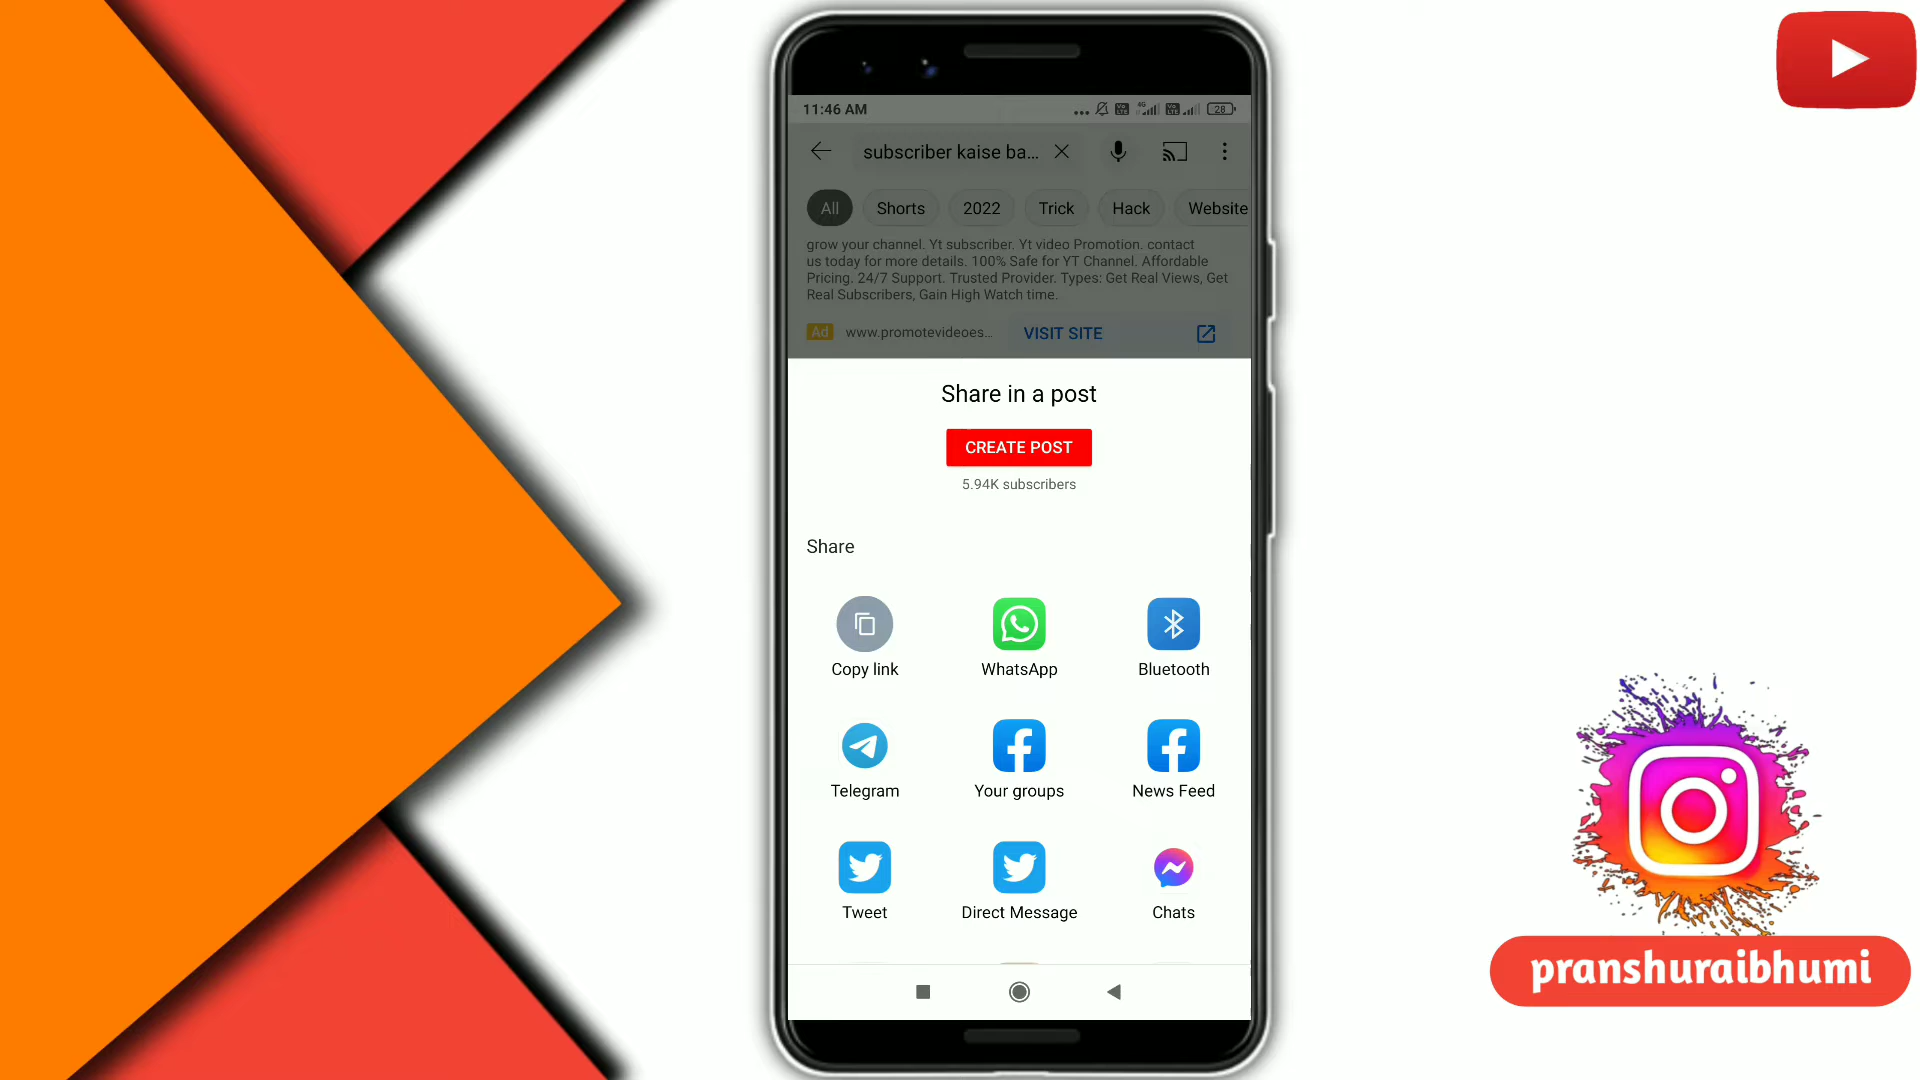 11:46 AM
4G
28
subscriber kaise ba...
All
Shorts
2022
Trick
Hack
Website
grow your channel. Yt subscriber. Yt video Promotion. contact
us today for more details. 100% Safe for YT Channel. Affordable
Pricing. 24/7 Support. Trusted Provider. Types: Get Real Views, Get
Real Subscribers, Gain High Watch time.
Ad
www.promotevideoes...
VISIT SITE
Share in a post
CREATE POST
5.94K subscribers
Share
Copy link
WhatsApp
Bluetooth
Telegram
Your groups
News Feed
Tweet
Direct Message
Chats
pranshuraibhumi